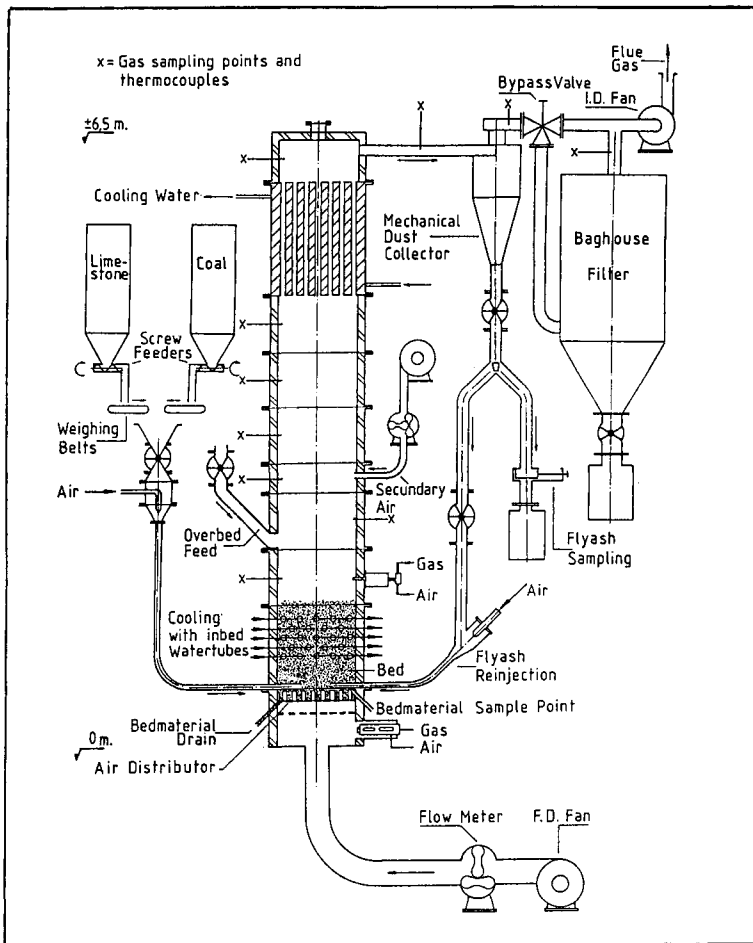 x = Gas sampling points and
thermocouples
±6,5 m.
Flue
Gas
Bypass Valve
I.D. Fan
x
x
x
x
Cooling Water
Mechanical
Dust
Collector
Baghouse
Filter
Lime-
stone
Coal
Screw
Feeders
x
x
Weighing
Belts
x
x
Secundary
Air
x
Air
Overbed
Feed
Flyash
Sampling
x
Gas
Air
Air
Cooling
with inbed
Watertubes
Bed
Flyash
Reinjection
Bedmaterial Sample Point
Bedmaterial
Drain
Gas
Air
0 m.
Air Distributor
Flow Meter
F.D. Fan